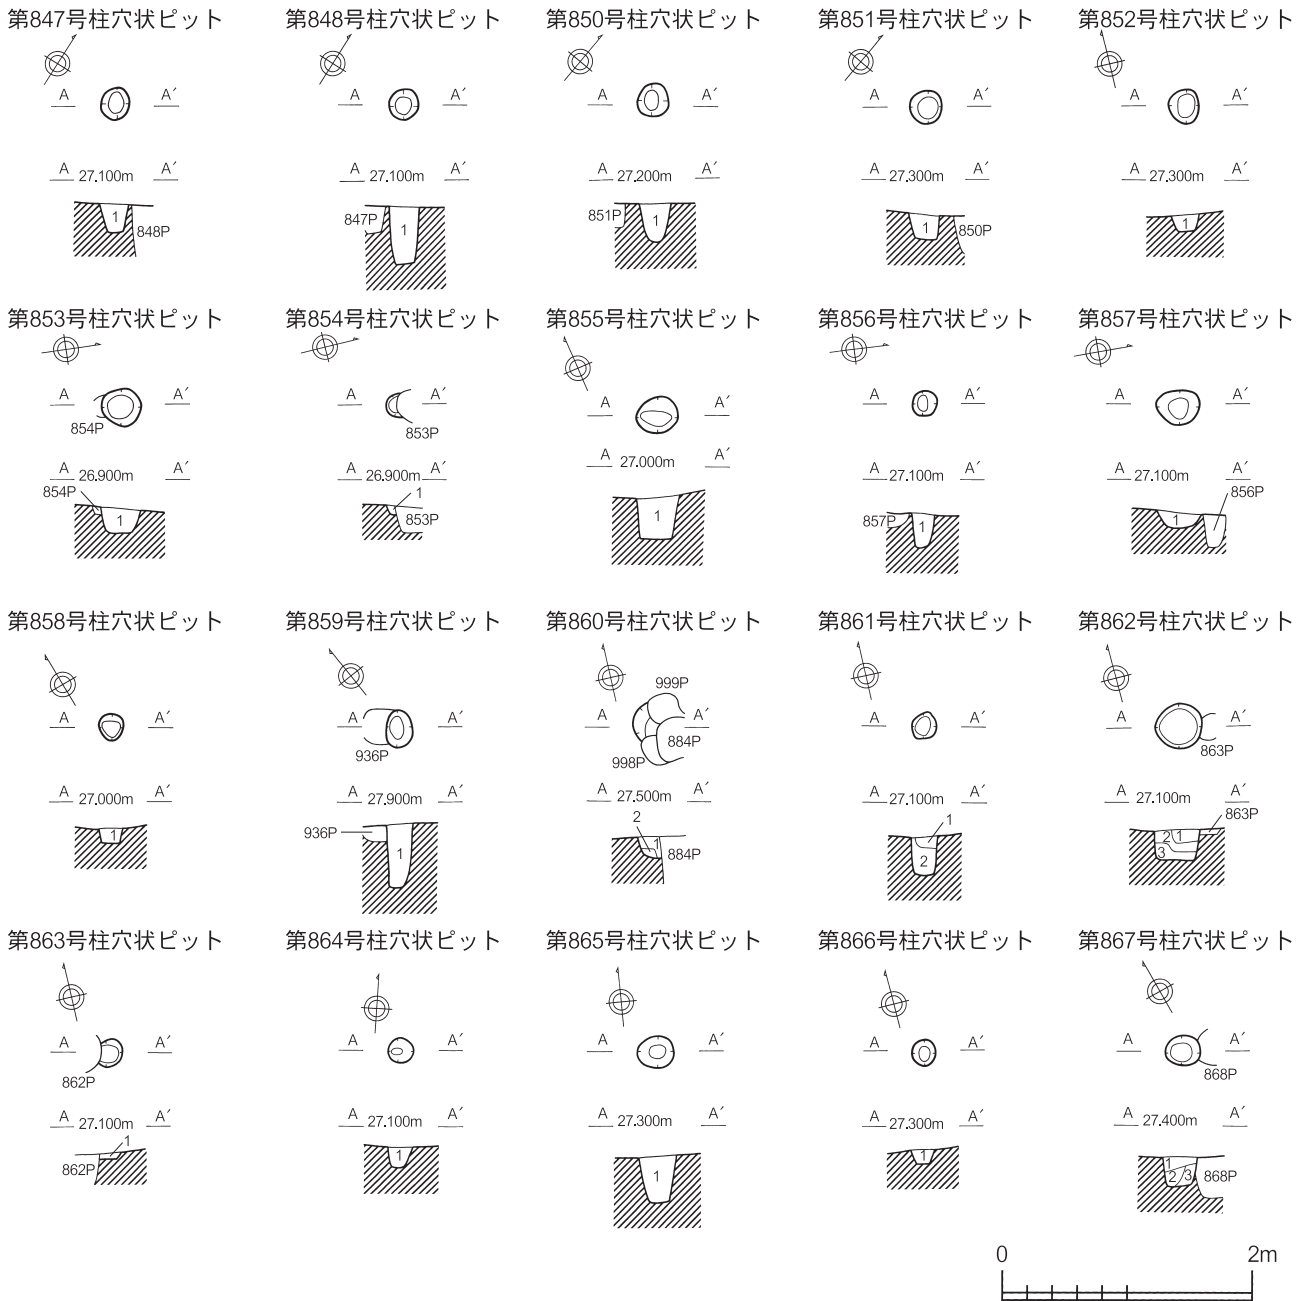 第847号柱穴状ピット
A A′
A 27.100m A′
1
848P
第848号柱穴状ピット
A A′
A 27.100m A′
847P
1
第850号柱穴状ピット
A A′
A 27.200m A′
851P
1
第851号柱穴状ピット
A A′
A 27.300m A′
1
850P
第852号柱穴状ピット
A A′
A 27.300m A′
1
第853号柱穴状ピット
A A′
854P
A 26.900m A′
854P
1
第854号柱穴状ピット
A A′
853P
A 26.900m A′
1
853P
第855号柱穴状ピット
A A′
A 27.000m A′
1
第856号柱穴状ピット
A A′
A 27.100m A′
857P
1
第857号柱穴状ピット
A A′
A 27.100m A′
856P
1
第858号柱穴状ピット
A A′
A 27.000m A′
1
第859号柱穴状ピット
A A′
936P
A 27.900m A′
936P
1
第860号柱穴状ピット
999P
A A′
884P
998P
A 27.500m A′
2
1
884P
第861号柱穴状ピット
A A′
A 27.100m A′
1
2
第862号柱穴状ピット
A A′
863P
A 27.100m A′
863P
2 1
3
第863号柱穴状ピット
A A′
862P
A 27.100m A′
1
862P
第864号柱穴状ピット
A A′
A 27.100m A′
1
第865号柱穴状ピット
A A′
A 27.300m A′
1
第866号柱穴状ピット
A A′
A 27.300m A′
1
第867号柱穴状ピット
A A′
868P
A 27.400m A′
1
2 3 868P
0 2m